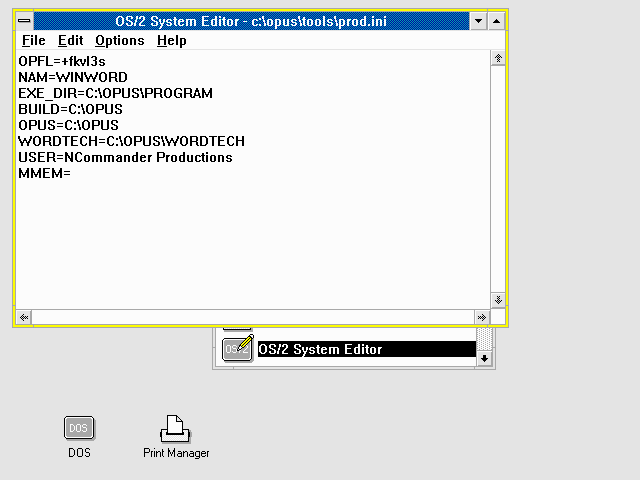 OS/2 System Editor - c:\opus\tools\prod.ini
File Edit Options Help
OPFL=+fkvl3s
NAM=WINWORD
EXE_DIR=C:\OPUS\PROGRAM
BUILD=C:\OPUS
OPUS=C:\OPUS
WORDTECH=C:\OPUS\WORDTECH
USER=NCommander Productions
MMEM=
OS/2 OS/2 System Editor
DOS
DOS Print Manager